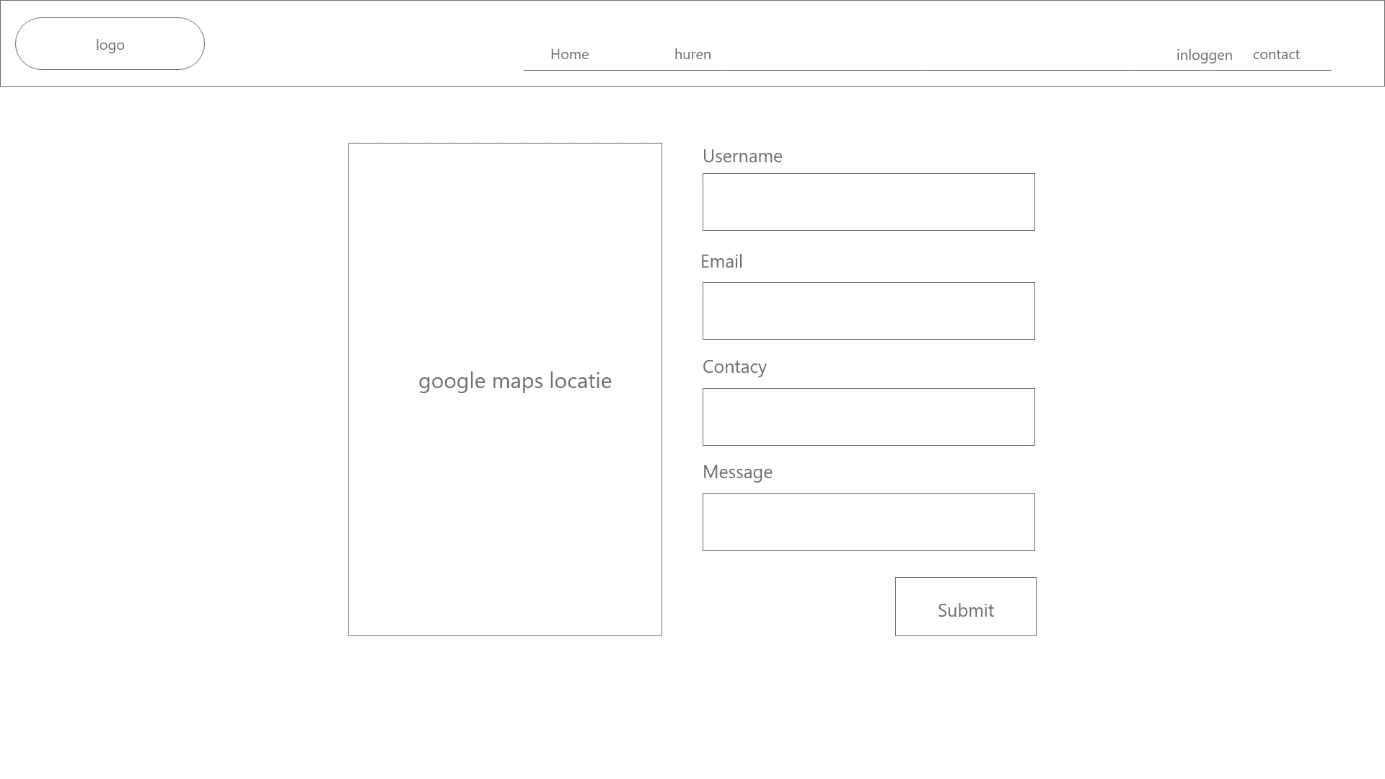 logo
Home
huren
inloggen
contact
google maps locatie
Username
Email
Contacy
Message
Submit